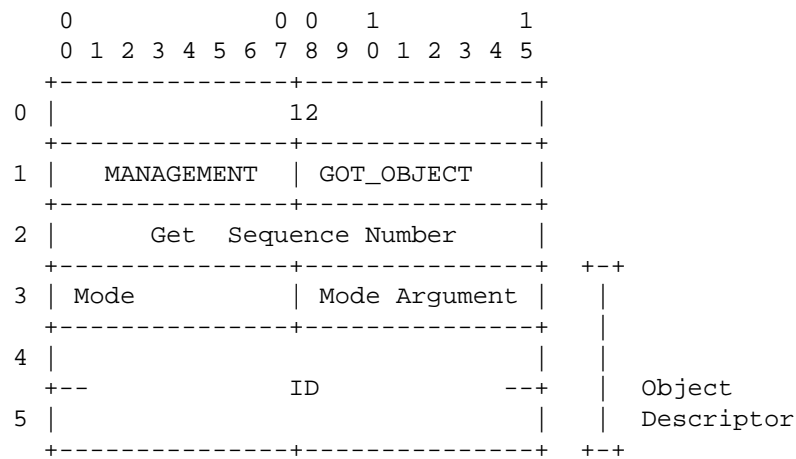 0 0 0 1 1
0 1 2 3 4 5 6 7 8 9 0 1 2 3 4 5
+---------------+---------------+
0 | 12 |
+---------------+---------------+
1 | MANAGEMENT | GOT_OBJECT |
+---------------+---------------+
2 | Get Sequence Number |
+---------------+---------------+ +-+
3 | Mode | Mode Argument | |
+---------------+---------------+ |
4 | | |
+-- ID --+ | Object
5 | | | Descriptor
+---------------+---------------+ +-+